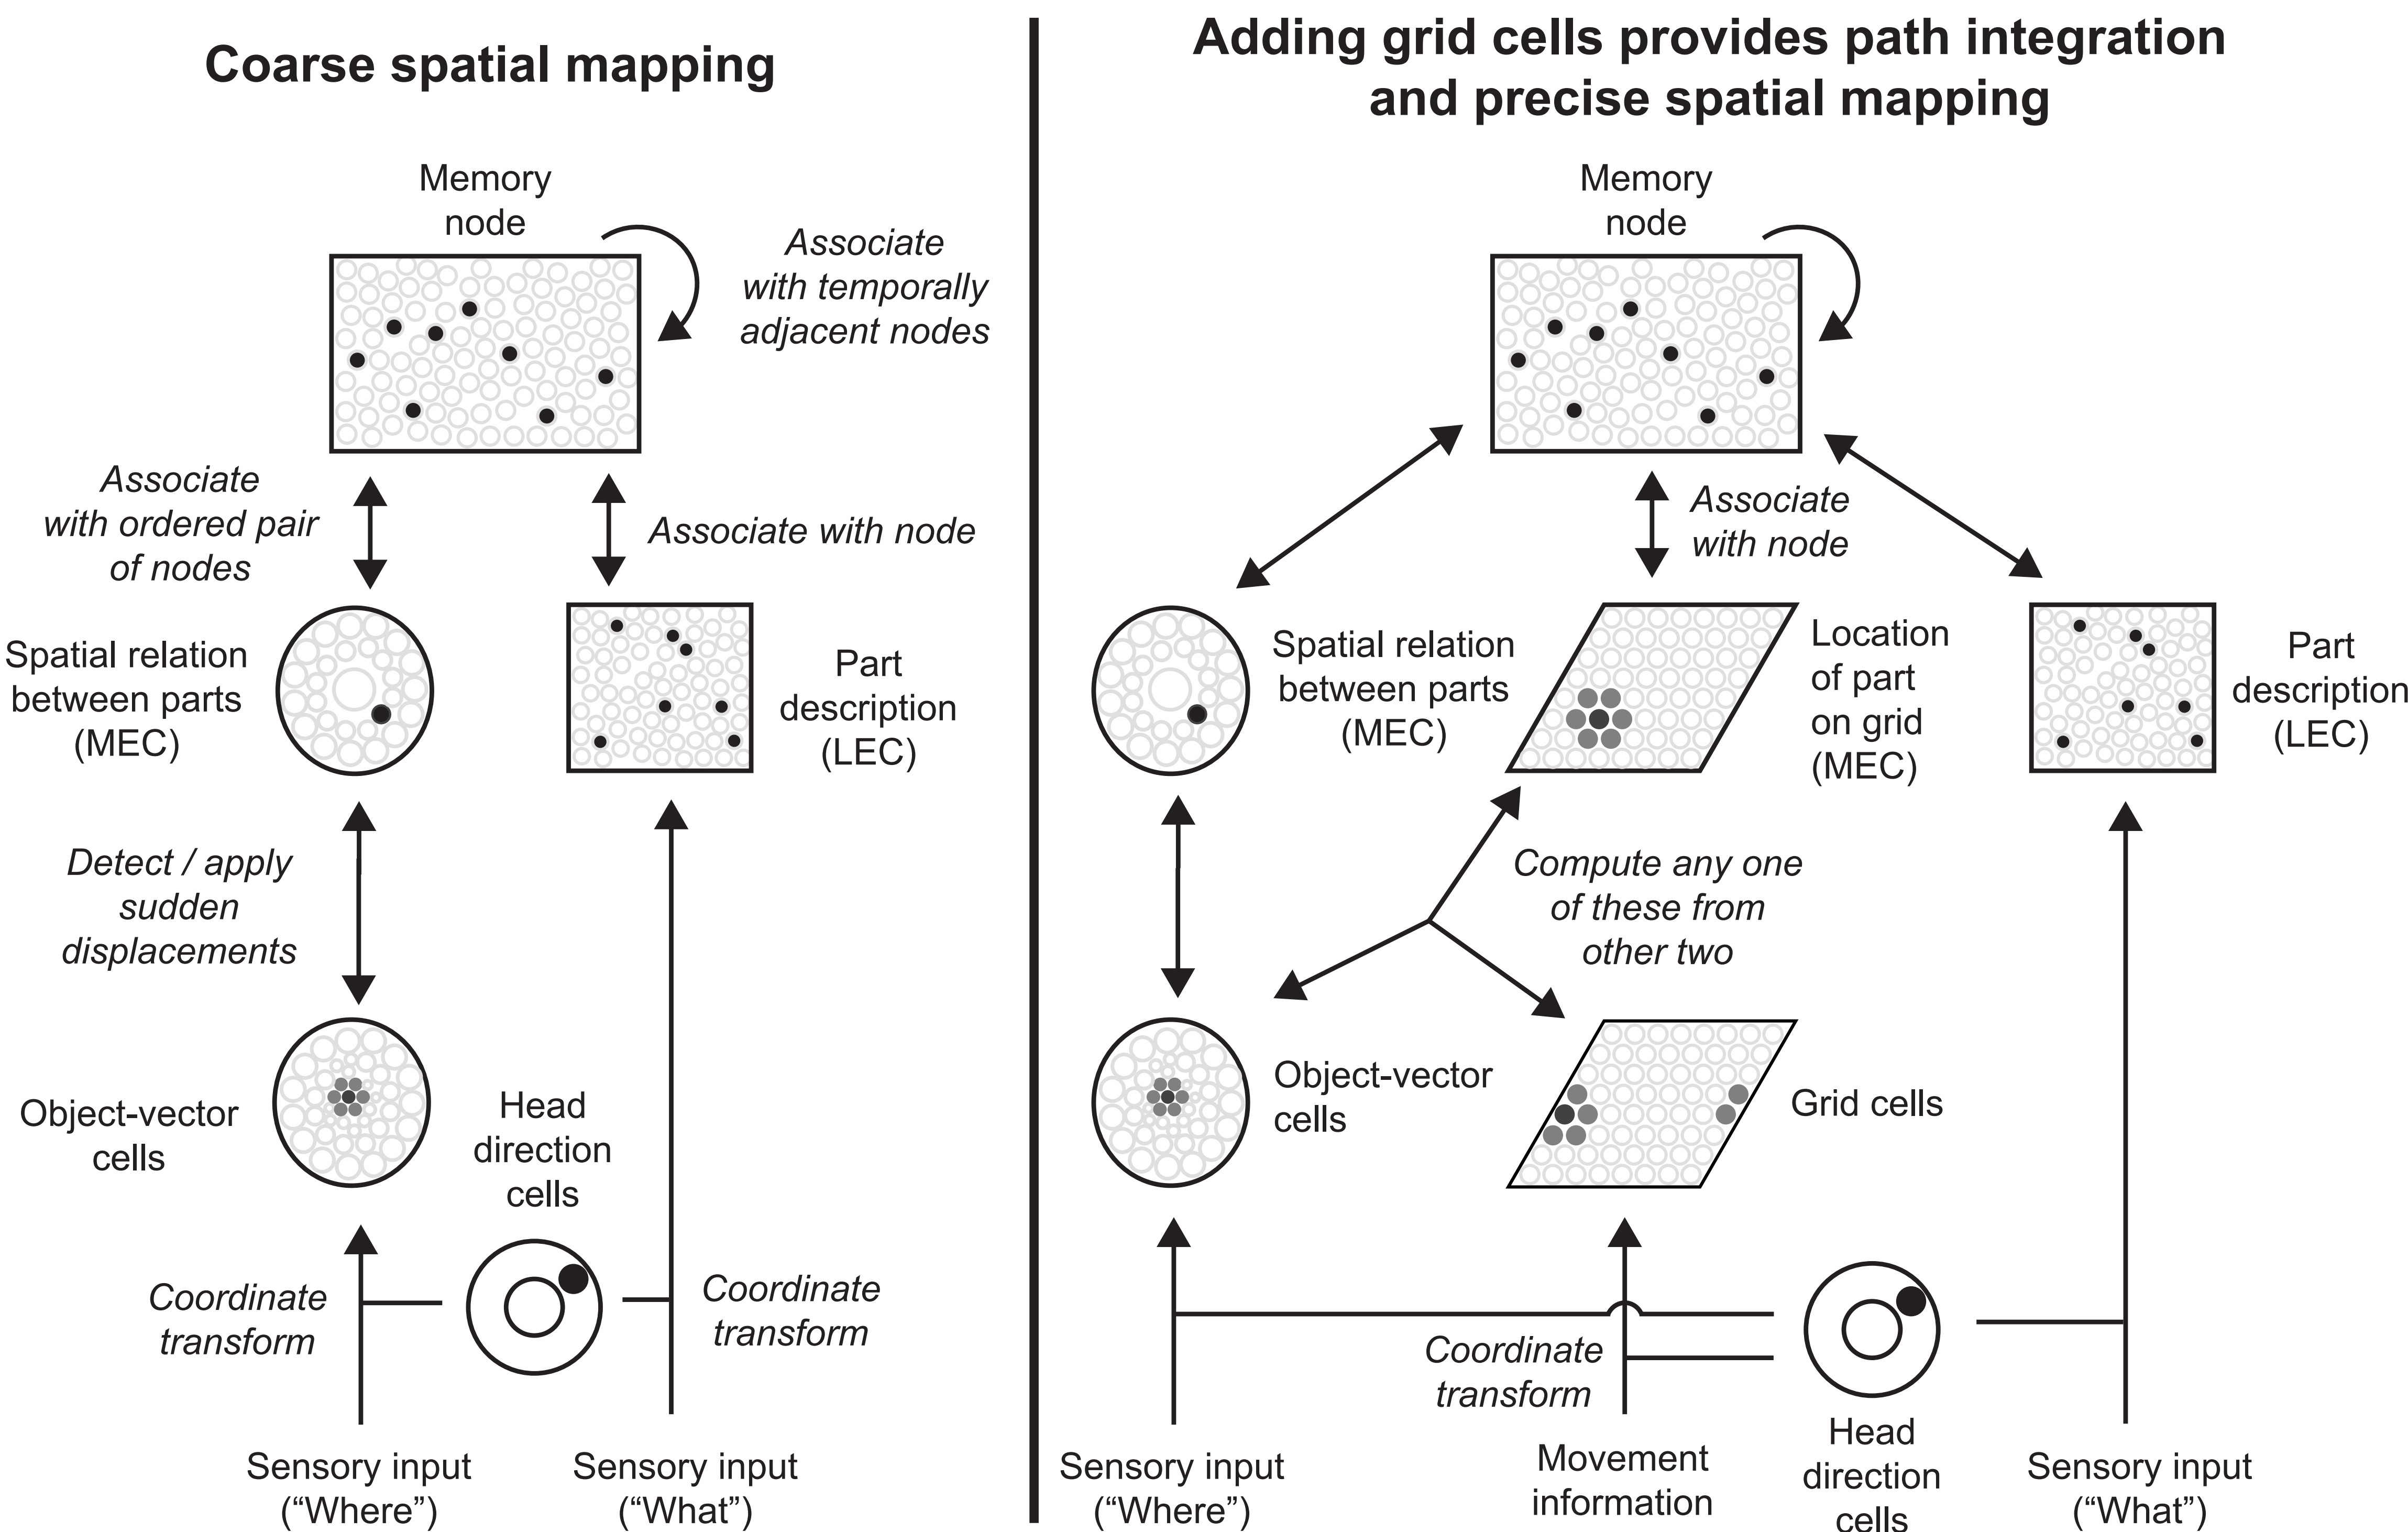 Coarse spatial mapping
Memory
node
Associate
with temporally
adjacent nodes
Associate
with ordered pair
of nodes
Associate with node
Spatial relation
between parts
(MEC)
Part
description
(LEC)
Detect / apply
sudden
displacements
Object-vector
cells
Head
direction
cells
Coordinate
transform
Coordinate
transform
Sensory input
(“Where”)
Sensory input
(“What”)
Adding grid cells provides path integration
and precise spatial mapping
Memory
node
Associate
with node
Spatial relation
between parts
(MEC)
Location
of part
on grid
(MEC)
Part
description
(LEC)
Compute any one
of these from
other two
Object-vector
cells
Grid cells
Coordinate
transform
Sensory input
(“Where”)
Movement
information
Head
direction
cells
Sensory input
(“What”)